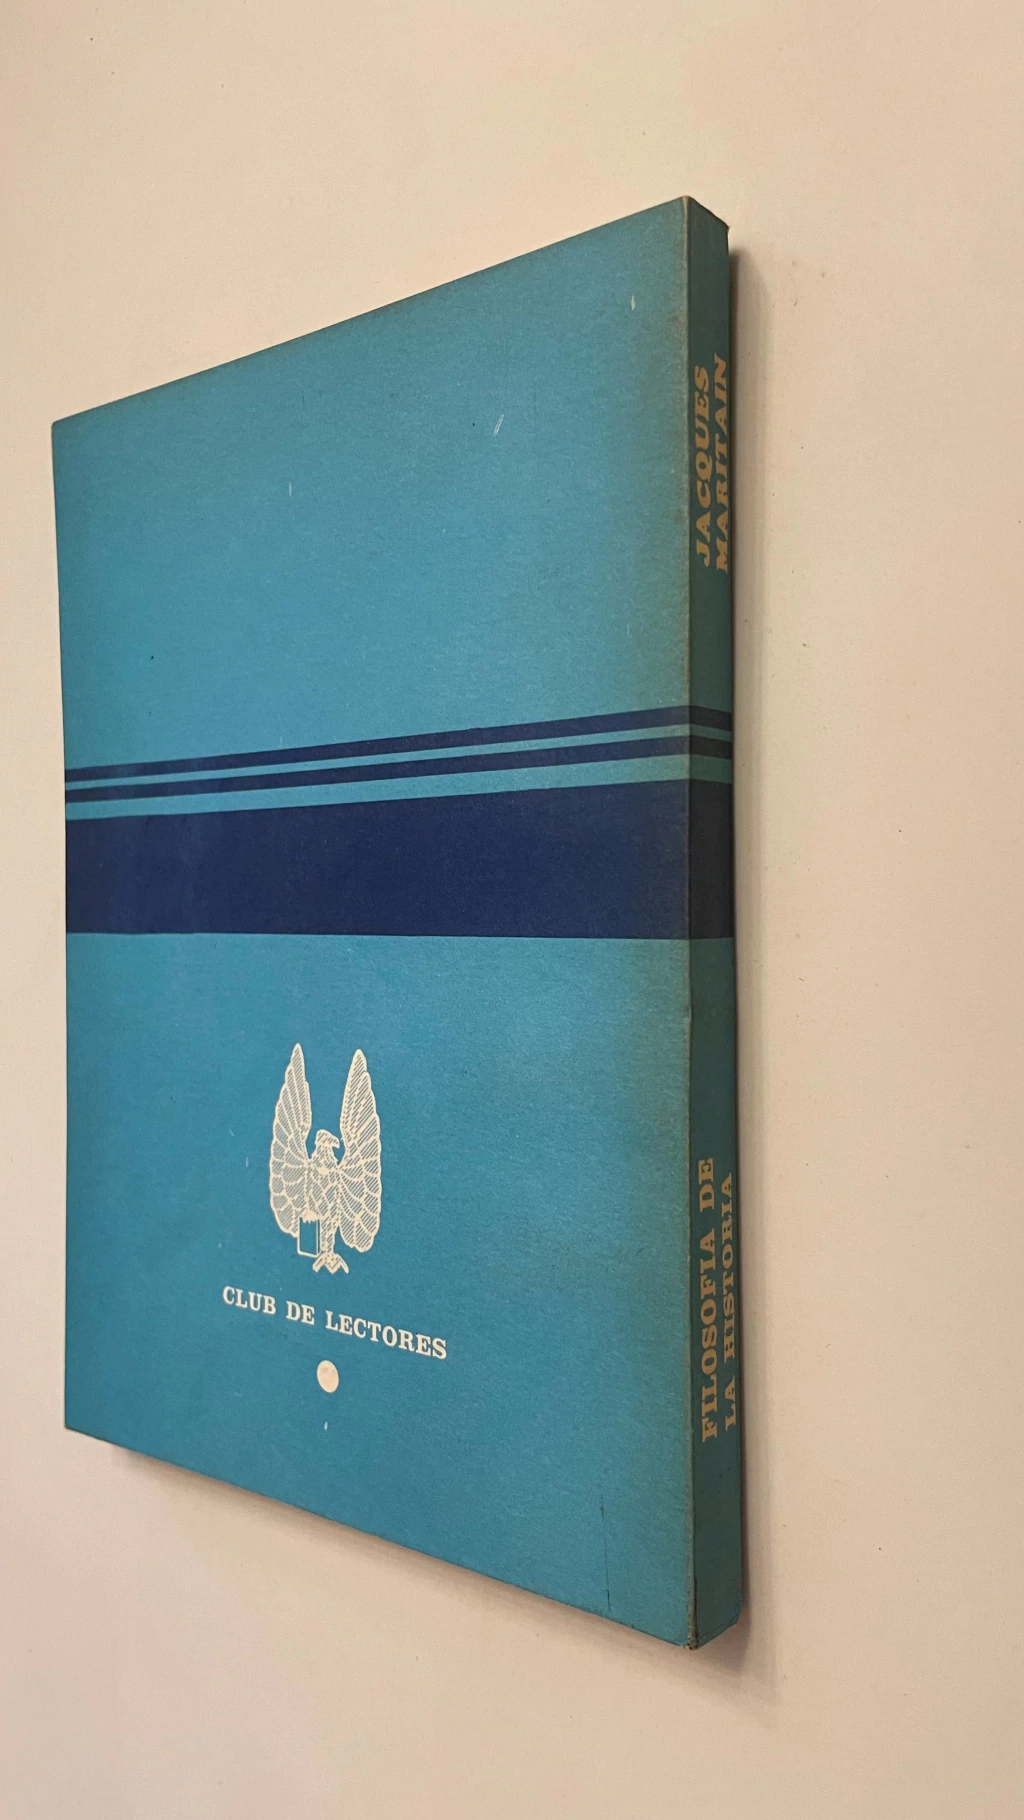 JACQUES
MARITAIN
FILOSOFIA DE
LA HISTORIA
CLUB DE LECTORES